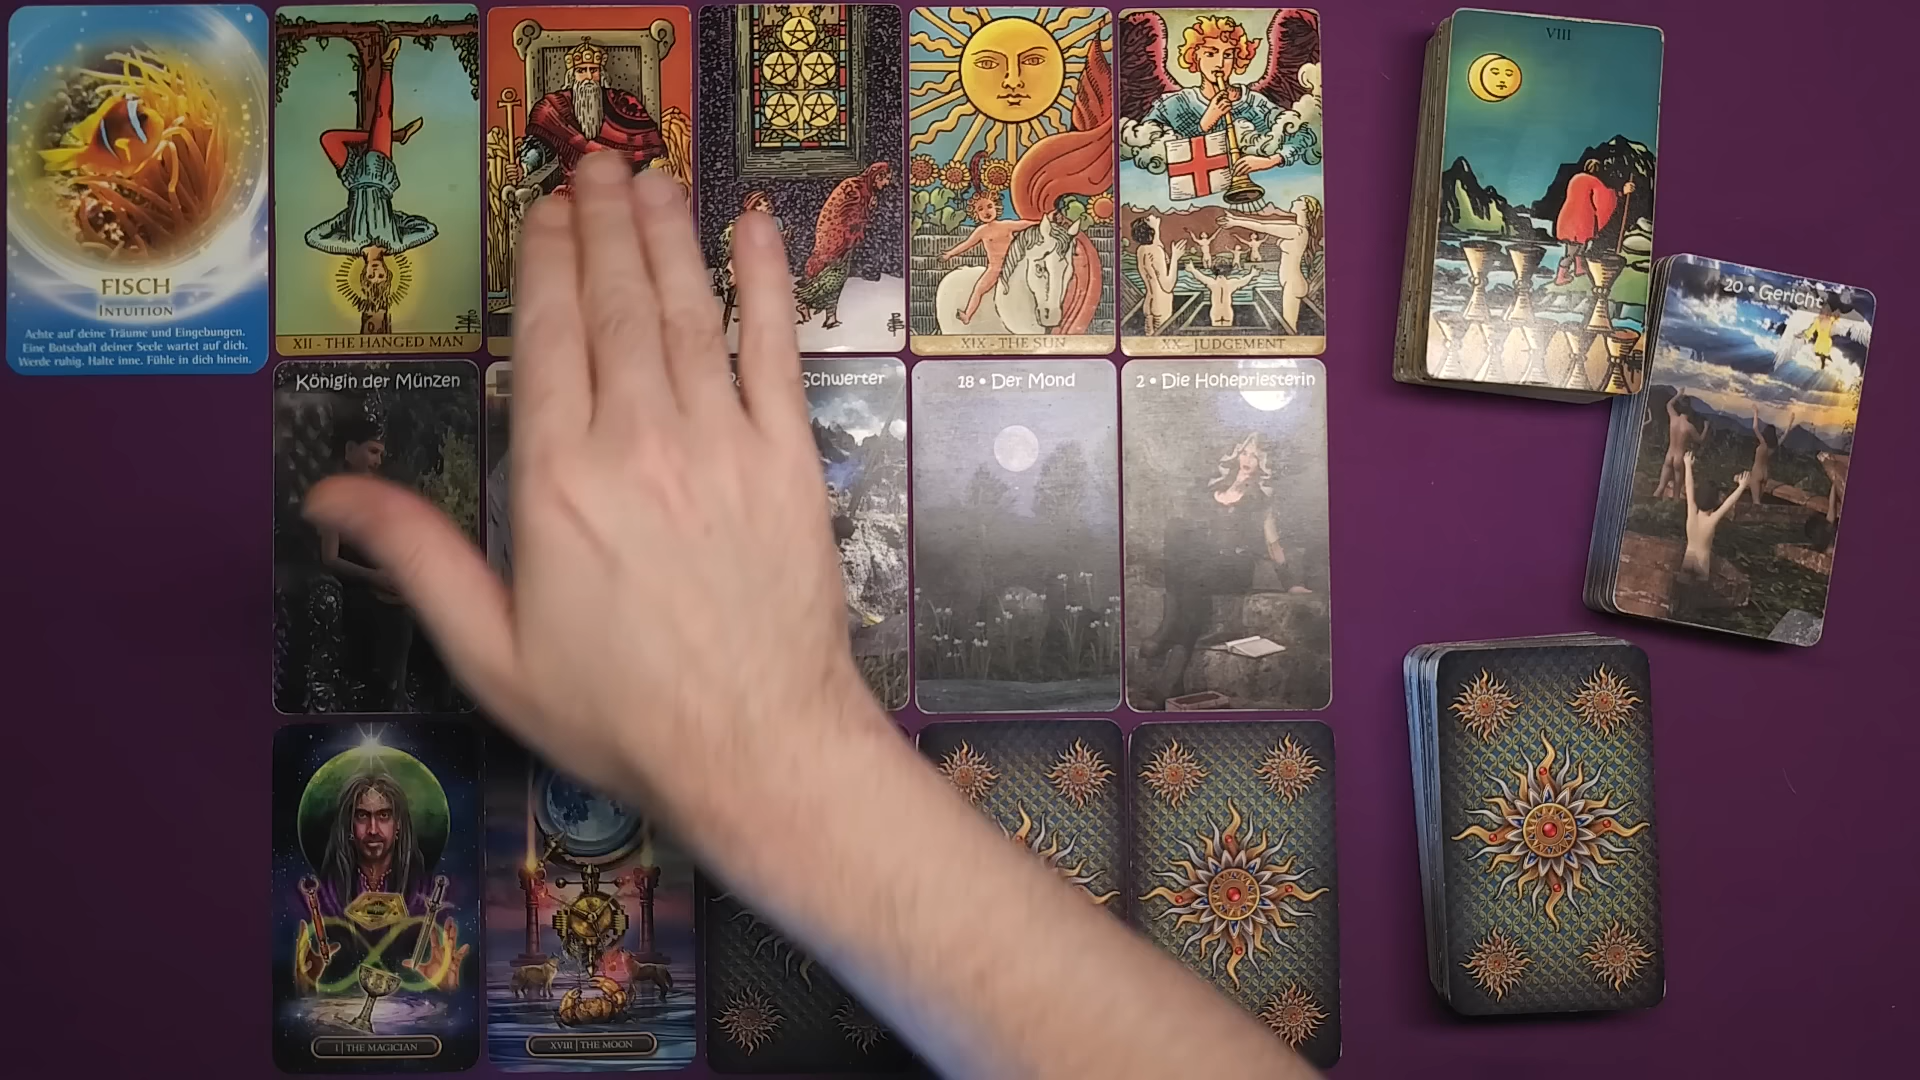 FISCH
INTUITION
Achte auf deine Träume und Eingebungen.
Eine Botschaft deiner Seele wartet auf dich.
Werde ruhig. Halte inne. Fühle in dich hinein.
XII - THE HANGED MAN
V
XIX - THE SUN
XX - JUDGEMENT
VIII
20 • Gericht
Königin der Münzen
Schwerter
18 • Der Mond
2 • Die Hohepriesterin
I | THE MAGICIAN
XVIII | THE MOON